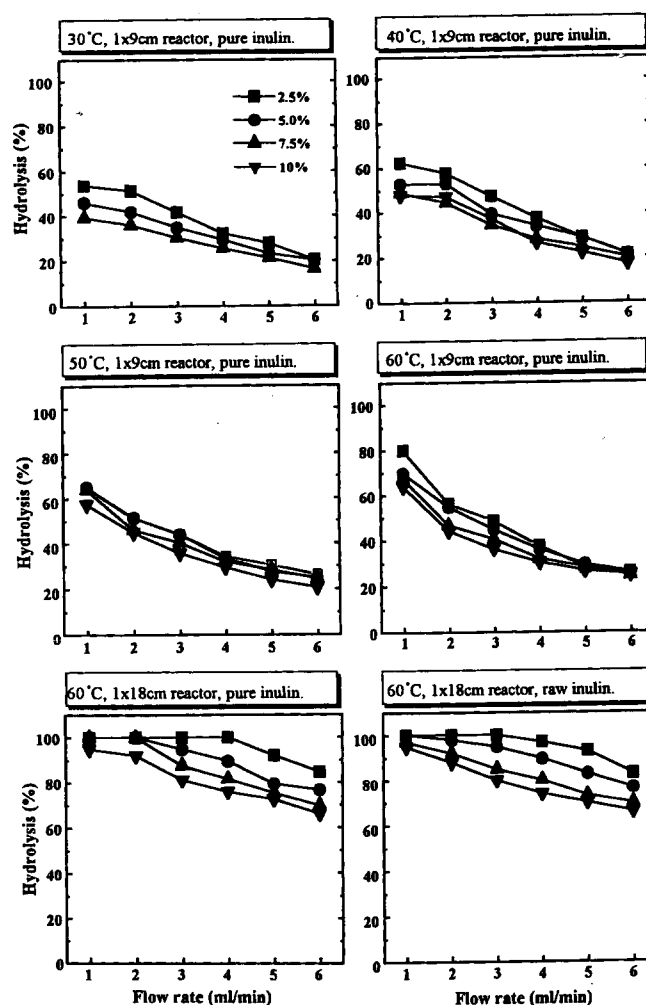 30°C, 1x9cm reactor, pure inulin.
40°C, 1x9cm reactor, pure inulin.
Hydrolysis (%)
100
80
60
40
20
0
2.5%
5.0%
7.5%
10%
1 2 3 4 5 6
100
80
60
40
20
0
1 2 3 4 5 6
50°C, 1x9cm reactor, pure inulin.
60°C, 1x9cm reactor, pure inulin.
Hydrolysis (%)
100
80
60
40
20
0
1 2 3 4 5 6
100
80
60
40
20
0
1 2 3 4 5 6
60°C, 1x18cm reactor, pure inulin.
60°C, 1x18cm reactor, raw inulin.
Hydrolysis (%)
100
80
60
40
20
0
1 2 3 4 5 6
Flow rate (ml/min)
100
80
60
40
20
0
1 2 3 4 5 6
Flow rate (ml/min)